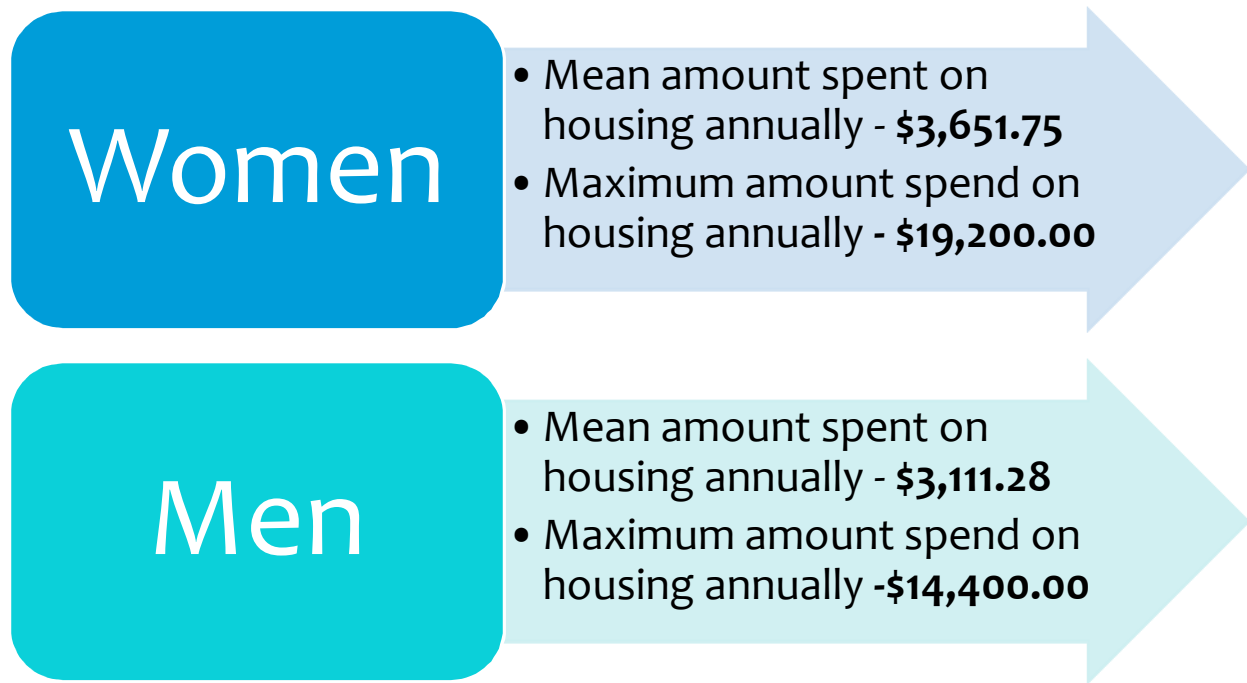 Women
• Mean amount spent on
housing annually - $3,651.75
• Maximum amount spend on
housing annually - $19,200.00
Men
• Mean amount spent on
housing annually - $3,111.28
• Maximum amount spend on
housing annually -$14,400.00